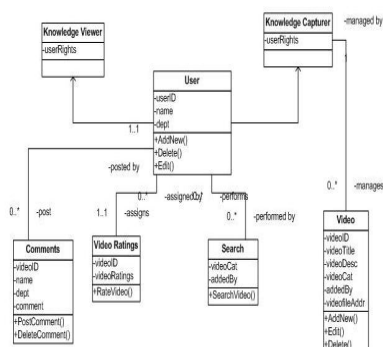 Knowledge Viewer
-userRights
Knowledge Capturer
-userRights
-managed by
1
User
-userID
-name
-dept
+AddNew()
+Delete()
+Edit()
1..1
-posted by
0..*
-assigned by
-performs
0..*
-post
1..1
-assigns
0..*
-performed by
0..*
-manages
Comments
-videoID
-name
-dept
-comment
+PostComment()
+DeleteComment()
Video Ratings
-videoID
-videoRatings
+RateVideo()
Search
-videoCat
-addedBy
+SearchVideo()
Video
-videoID
-videoTitle
-videoDesc
-videoCat
-addedBy
-videofileAddr
+AddNew()
+Edit()
+Delete()